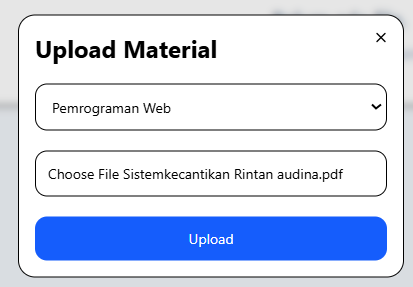 Upload Material
Pemrograman Web
Choose File Sistemkecantikan Rintan audina.pdf
Upload